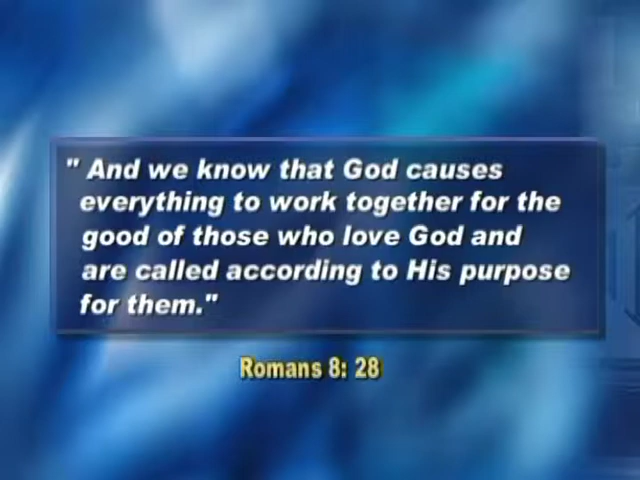 " And we know that God causes
everything to work together for the
good of those who love God and
are called according to His purpose
for them."
Romans 8: 28